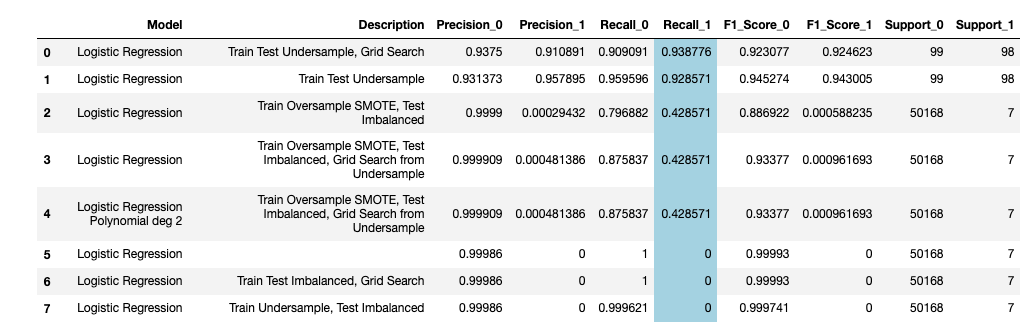 Model Description Precision_0 Precision_1 Recall_0 Recall_1 F1_Score_0 F1_Score_1 Support_0 Support_1
0 Logistic Regression Train Test Undersample, Grid Search 0.9375 0.910891 0.909091 0.938776 0.923077 0.924623 99 98
1 Logistic Regression Train Test Undersample 0.931373 0.957895 0.959596 0.928571 0.945274 0.943005 99 98
2 Logistic Regression Train Oversample SMOTE, Test
Imbalanced 0.9999 0.00029432 0.796882 0.428571 0.886922 0.000588235 50168 7
3 Logistic Regression Train Oversample SMOTE, Test
Imbalanced, Grid Search from
Undersample 0.999909 0.000481386 0.875837 0.428571 0.93377 0.000961693 50168 7
4 Logistic Regression
Polynomial deg 2 Train Oversample SMOTE, Test
Imbalanced, Grid Search from
Undersample 0.999909 0.000481386 0.875837 0.428571 0.93377 0.000961693 50168 7
5 Logistic Regression 0.99986 0 1 0 0.99993 0 50168 7
6 Logistic Regression Train Test Imbalanced, Grid Search 0.99986 0 1 0 0.99993 0 50168 7
7 Logistic Regression Train Undersample, Test Imbalanced 0.99986 0 0.999621 0 0.999741 0 50168 7